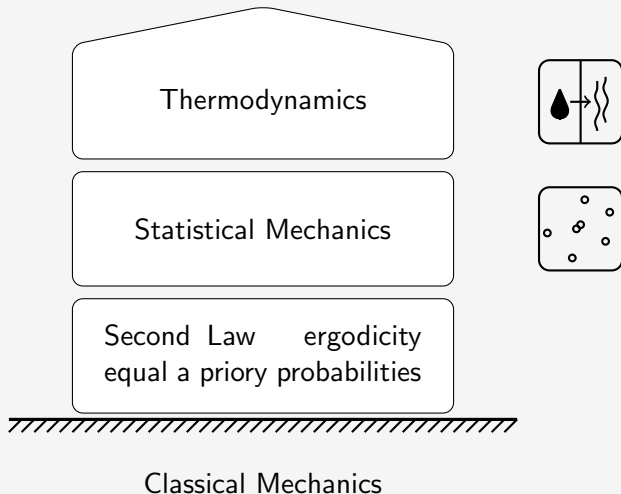 Thermodynamics
Statistical Mechanics
Second Law ergodicity
equal a priory probabilities
Classical Mechanics